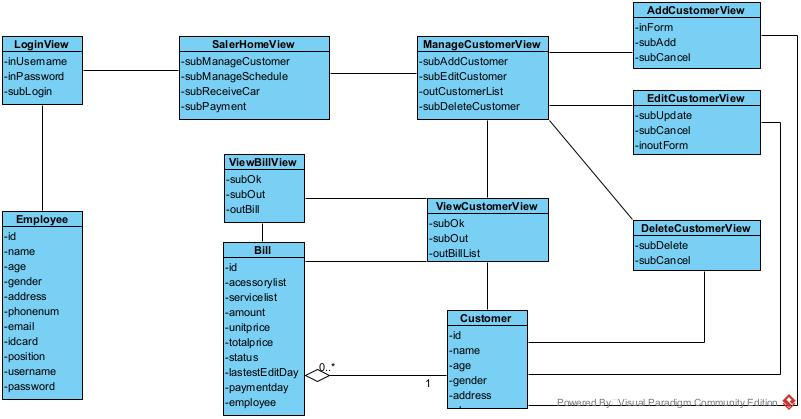 AddCustomerView
-inForm
-subAdd
-subCancel
LoginView
-inUsername
-inPassword
-subLogin
SalerHomeView
-subManageCustomer
-subManageSchedule
-subReceiveCar
-subPayment
ManageCustomerView
-subAddCustomer
-subEditCustomer
-outCustomerList
-subDeleteCustomer
EditCustomerView
-subUpdate
-subCancel
-inoutForm
ViewBillView
-subOk
-subOut
-outBill
ViewCustomerView
-subOk
-subOut
-outBillList
DeleteCustomerView
-subDelete
-subCancel
Employee
-id
-name
-age
-gender
-address
-phonenum
-email
-idcard
-position
-username
-password
Bill
-id
-acessorylist
-servicelist
-amount
-unitprice
-totalprice
-status
-lastestEditDay
-paymentday
-employee
0..*
1
Customer
-id
-name
-age
-gender
-address
Powered By: Visual Paradigm Community Edition